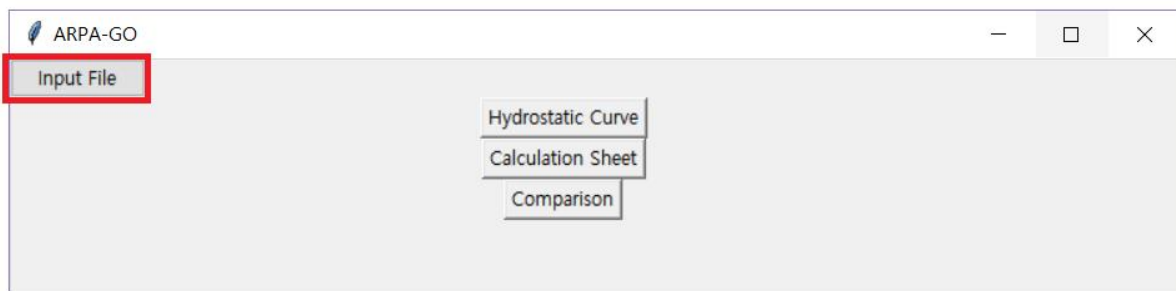 ARPA-GO
Input File
Hydrostatic Curve
Calculation Sheet
Comparison